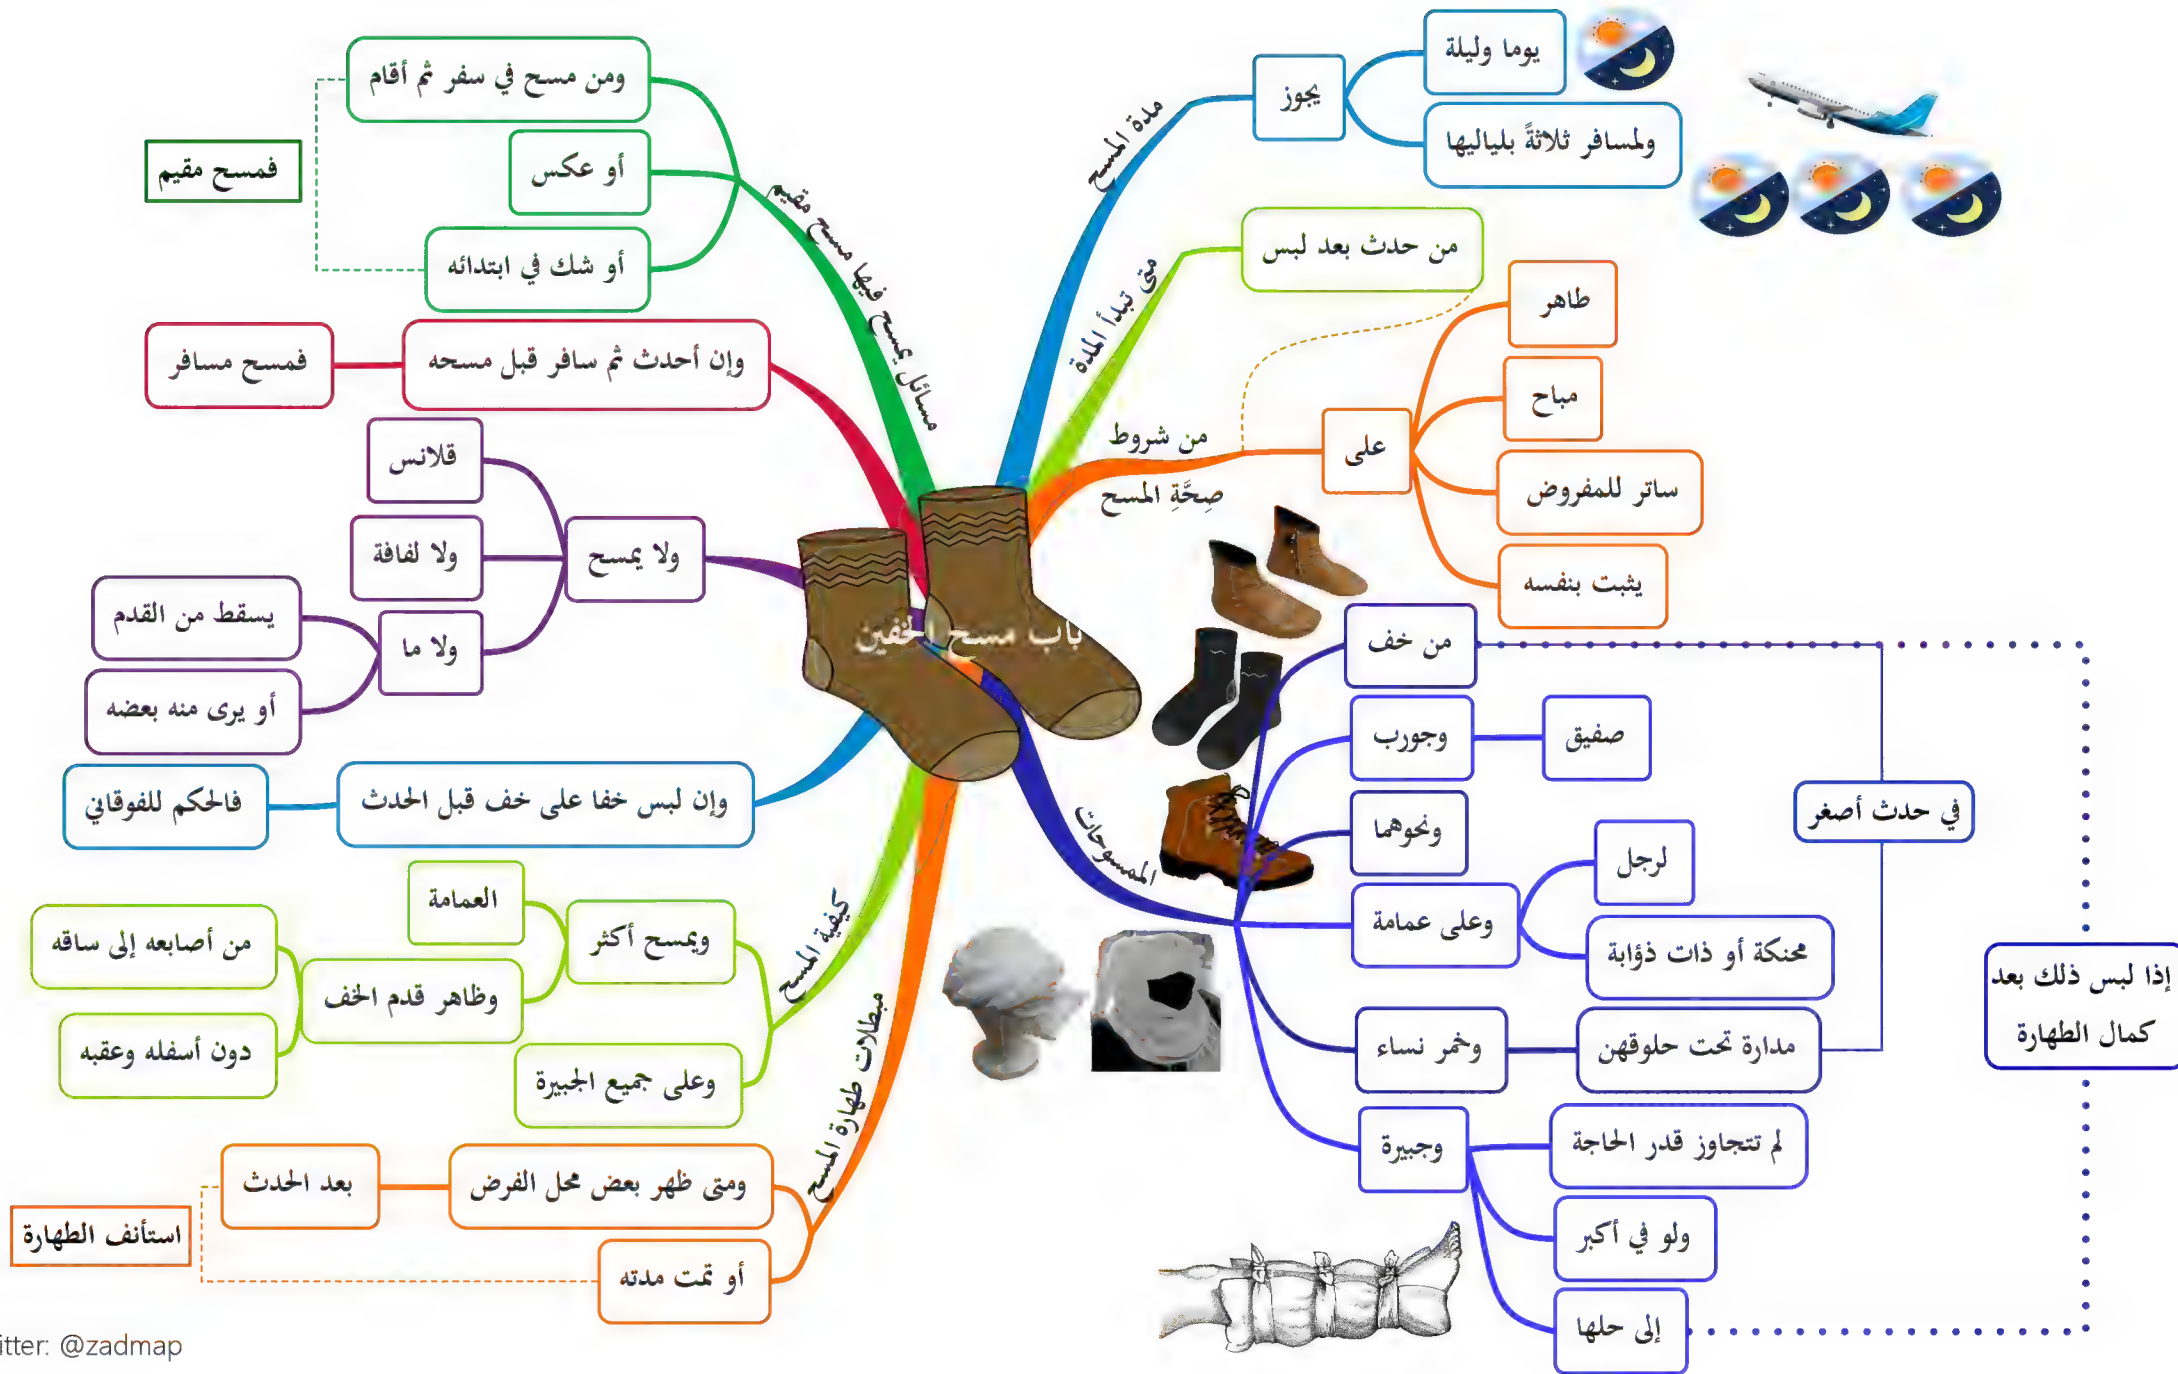 باب مسح الخفين
مدة المسح
يجوز
يوما وليلة
ولمسافر ثلاثةً بلياليها
متى تبدأ المدة
من حدث بعد لبس
من شروط
صِحَّةِ المسح
على
طاهر
مباح
ساتر للمفروض
يثبت بنفسه
الممسوحات
من خف
وجورب
صفيق
ونحوهما
وعلى عمامة
لرجل
محنكة أو ذات ذؤابة
وخمر نساء
مدارة تحت حلوقهن
في حدث أصغر
وجبيرة
لم تتجاوز قدر الحاجة
ولو في أكبر
إلى حلها
إذا لبس ذلك بعد
كمال الطهارة
مسائل يمسح فيها مسح مقيم
ومن مسح في سفر ثم أقام
أو عكس
أو شك في ابتدائه
فمسح مقيم
وإن أحدث ثم سافر قبل مسحه
فمسح مسافر
ولا يمسح
قلانس
ولا لفافة
ولا ما
يسقط من القدم
أو يرى منه بعضه
وإن لبس خفا على خف قبل الحدث
فالحكم للفوقاني
كيفية المسح
ويمسح أكثر
العمامة
وظاهر قدم الخف
من أصابعه إلى ساقه
دون أسفله وعقبه
وعلى جميع الجبيرة
مبطلات طهارة المسح
ومتى ظهر بعض محل الفرض
بعد الحدث
أو تمت مدته
استأنف الطهارة
itter: @zadmap